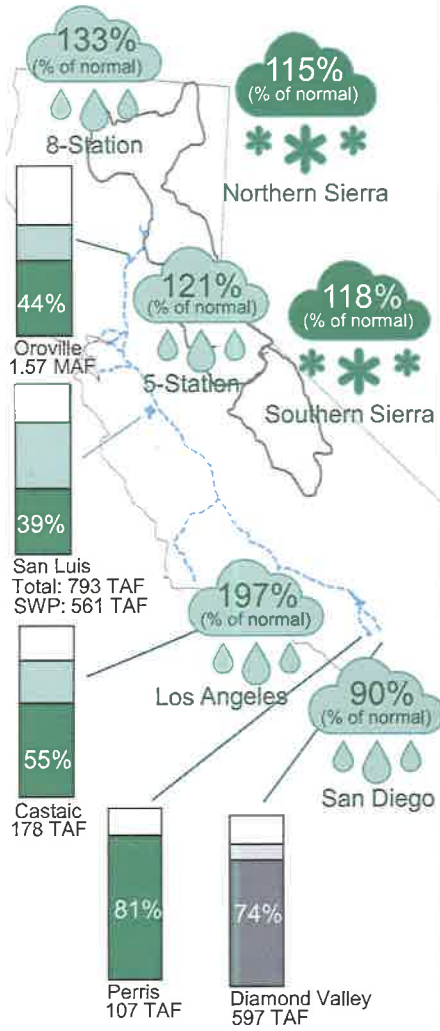 133%
(% of normal)
8-Station
115%
(% of normal)
Northern Sierra
44%
Oroville
1.57 MAF
121%
(% of normal)
5-Station
118%
(% of normal)
Southern Sierra
39%
San Luis
Total: 793 TAF
SWP: 561 TAF
197%
(% of normal)
Los Angeles
90%
(% of normal)
San Diego
55%
Castaic
178 TAF
81%
Perris
107 TAF
74%
Diamond Valley
597 TAF